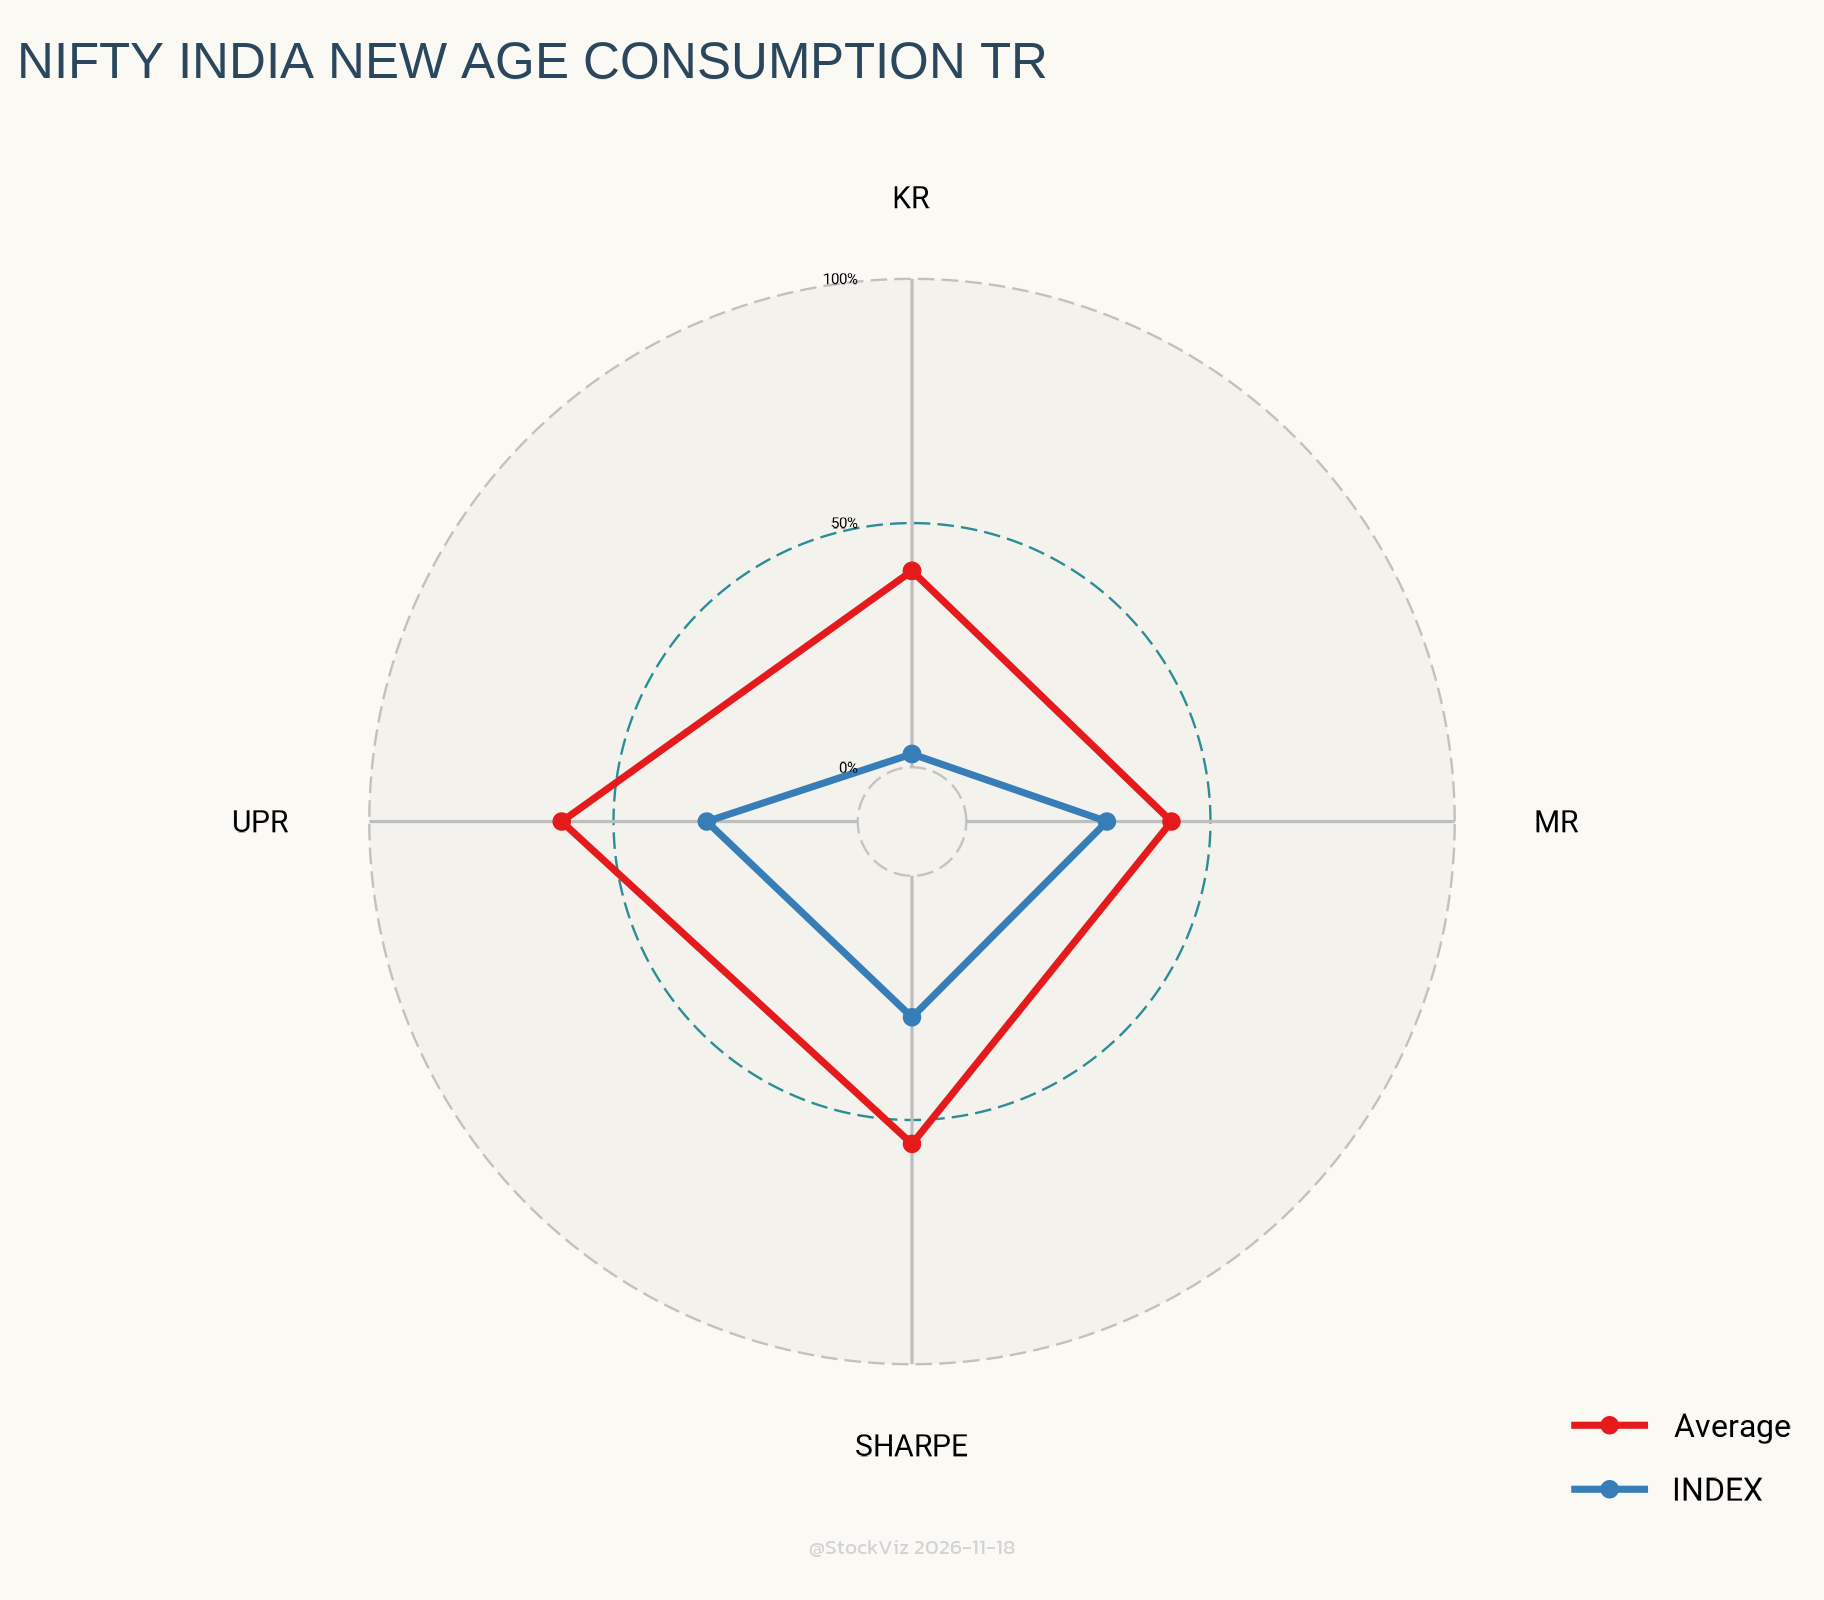 NIFTY INDIA NEW AGE CONSUMPTION TR
KR
100%
50%
0%
UPR
MR
SHARPE
Average
INDEX
@StockViz 2026-11-18